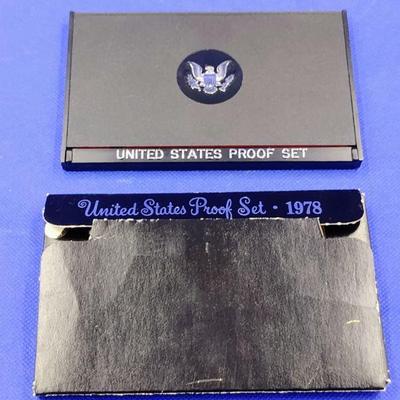 UNITED STATES PROOF SET
United States Proof Set • 1978